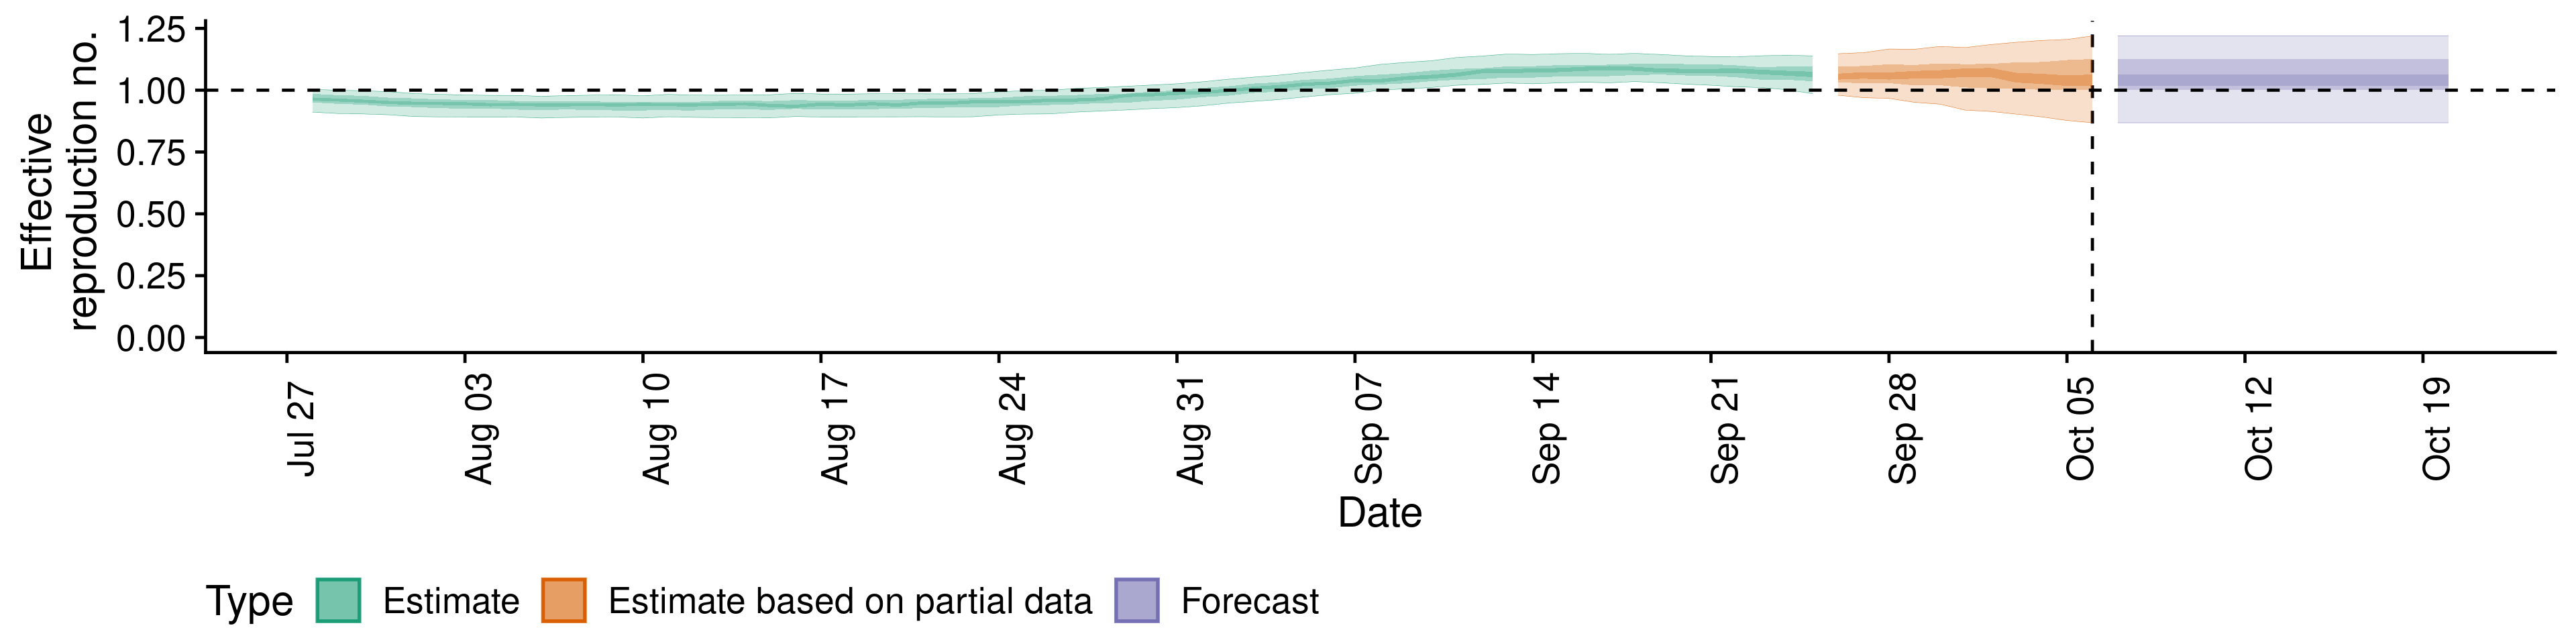 Effective
reproduction no.
1.25
1.00
0.75
0.50
0.25
0.00
Jul 27
Aug 03
Aug 10
Aug 17
Aug 24
Aug 31
Sep 07
Sep 14
Sep 21
Sep 28
Oct 05
Oct 12
Oct 19
Date
Type Estimate Estimate based on partial data Forecast